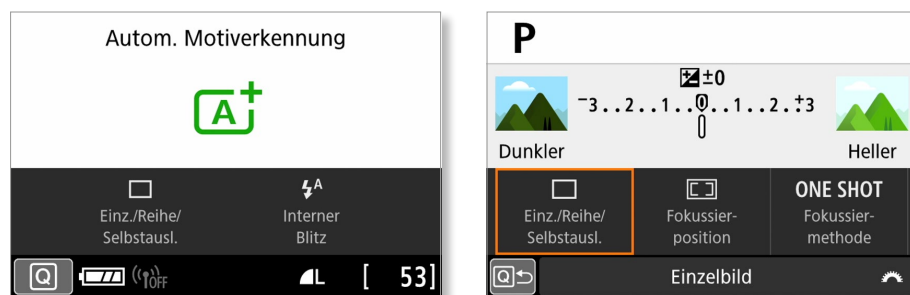 Autom. Motiverkennung
A+
Einz./Reihe/
Selbstausl.
A
Interner
Blitz
Q
OFF
L [ 53]
P
±0
-3..2..1..0..1..2..+3
Dunkler
Heller
Einz./Reihe/
Selbstausl.
Fokussier-
position
ONE SHOT
Fokussier-
methode
Q
Einzelbild